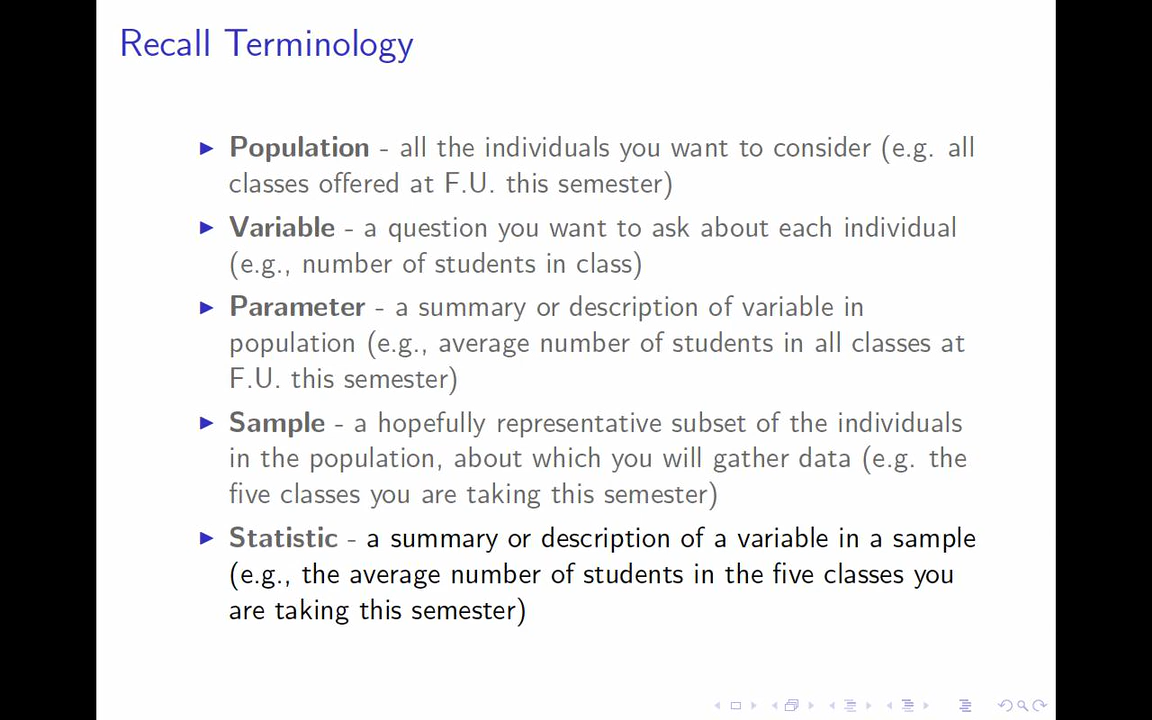 Recall Terminology
Population - all the individuals you want to consider (e.g. all
classes offered at F.U. this semester)
Variable - a question you want to ask about each individual
(e.g., number of students in class)
Parameter - a summary or description of variable in
population (e.g., average number of students in all classes at
F.U. this semester)
Sample - a hopefully representative subset of the individuals
in the population, about which you will gather data (e.g. the
five classes you are taking this semester)
Statistic - a summary or description of a variable in a sample
(e.g., the average number of students in the five classes you
are taking this semester)